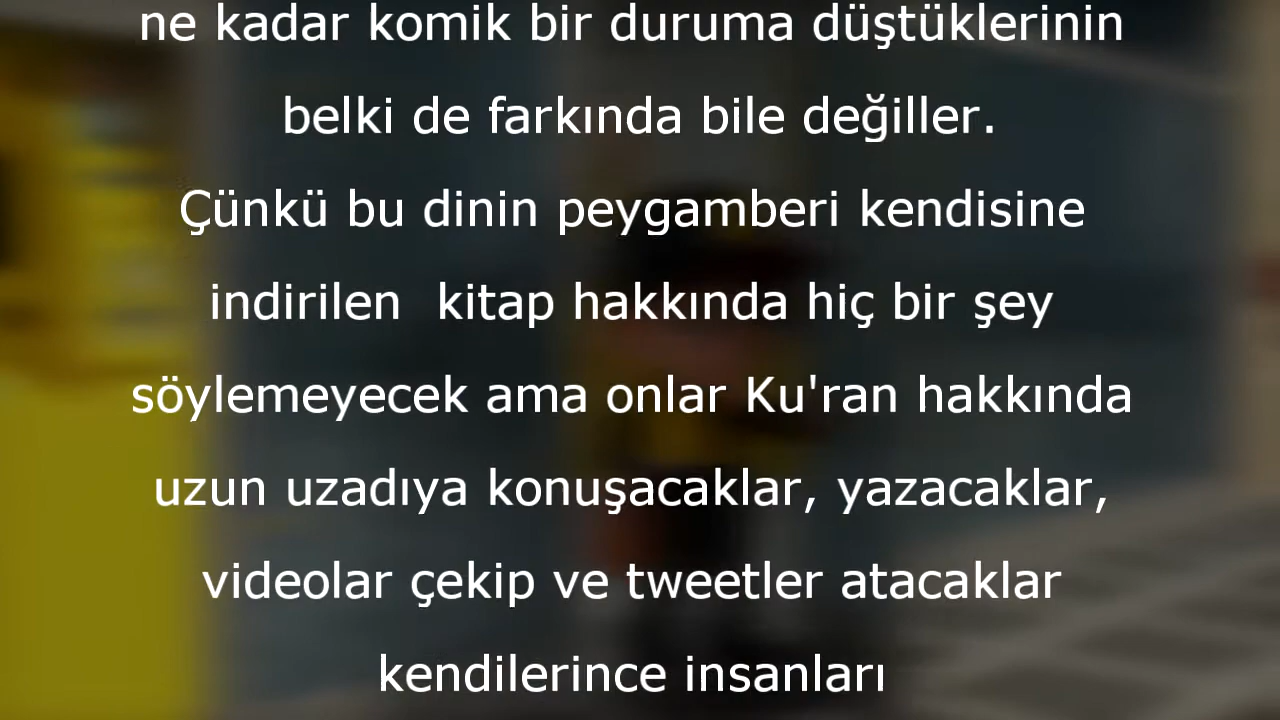 ne kadar komik bir duruma düştüklerinin
belki de farkında bile değiller.
Çünkü bu dinin peygamberi kendisine
indirilen  kitap hakkında hiç bir şey
söylemeyecek ama onlar Ku'ran hakkında
uzun uzadıya konuşacaklar, yazacaklar,
videolar çekip ve tweetler atacaklar
kendilerince insanları